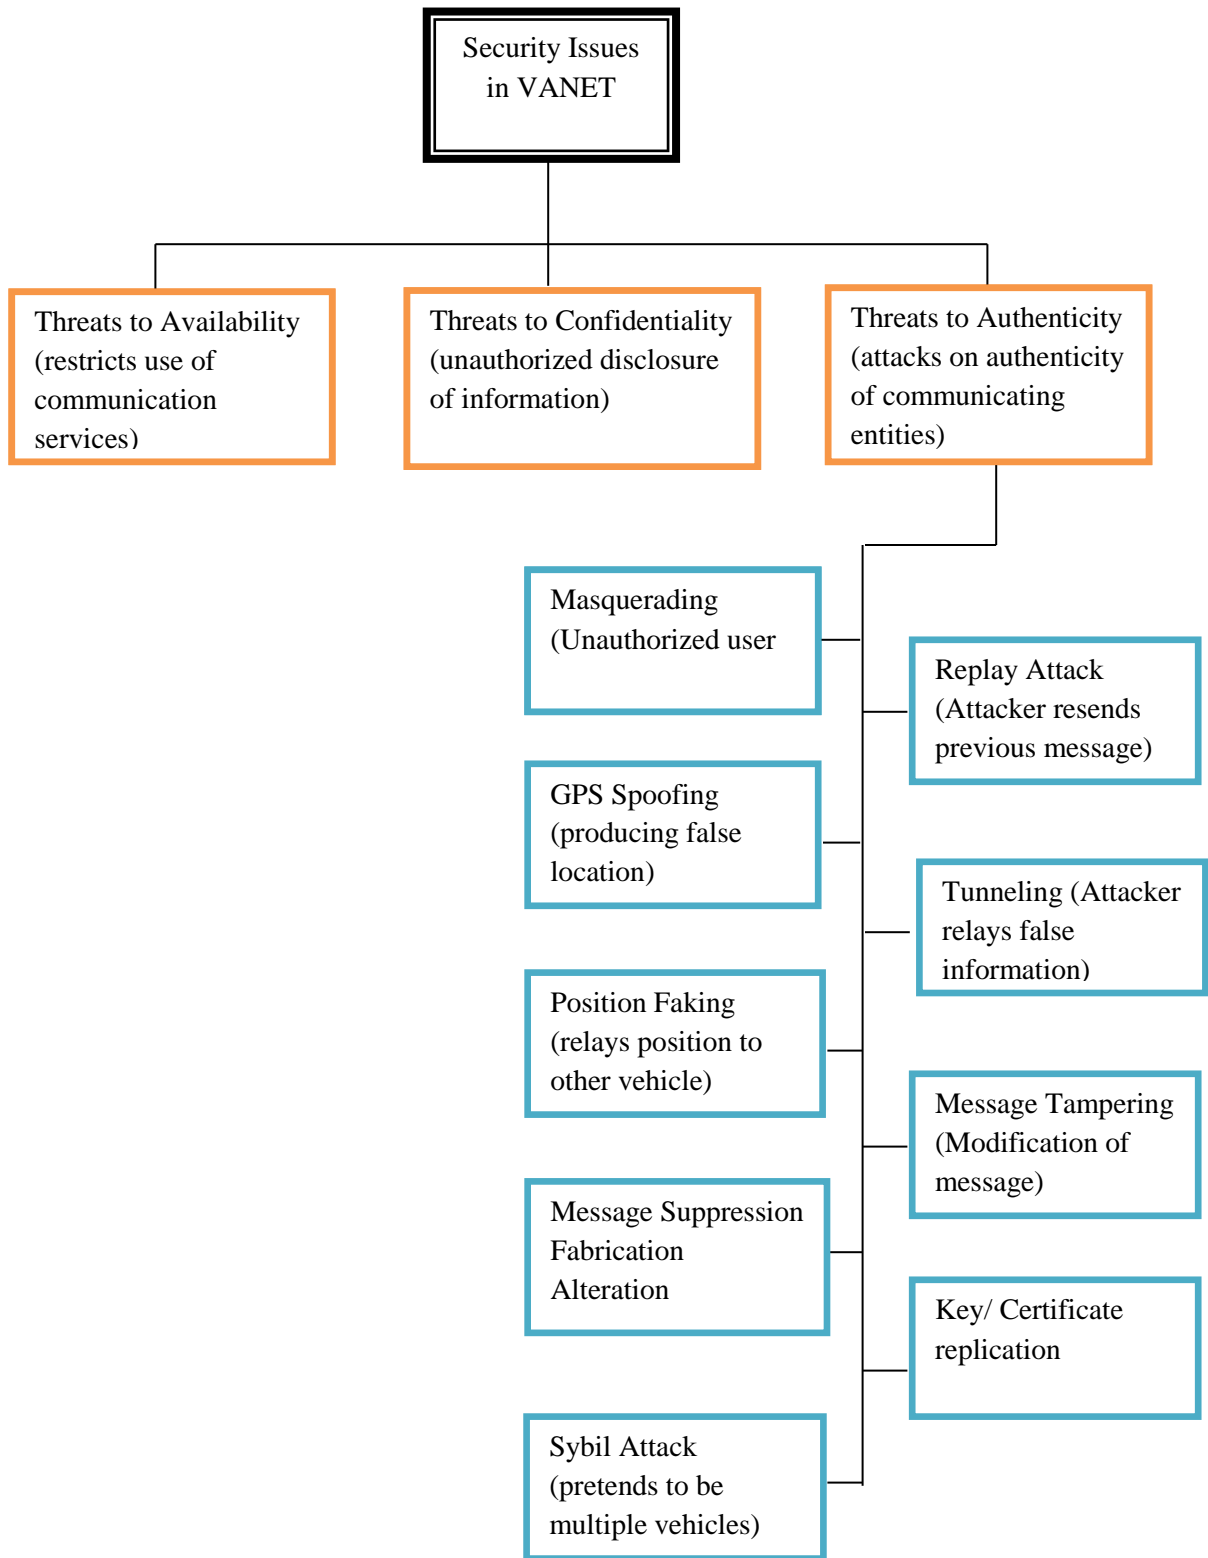 Security Issues
in VANET
Threats to Availability
(restricts use of
communication
services)
Threats to Confidentiality
(unauthorized disclosure
of information)
Threats to Authenticity
(attacks on authenticity
of communicating
entities)
Masquerading
(Unauthorized user
Replay Attack
(Attacker resends
previous message)
GPS Spoofing
(producing false
location)
Tunneling (Attacker
relays false
information)
Position Faking
(relays position to
other vehicle)
Message Tampering
(Modification of
message)
Message Suppression
Fabrication
Alteration
Key/ Certificate
replication
Sybil Attack
(pretends to be
multiple vehicles)